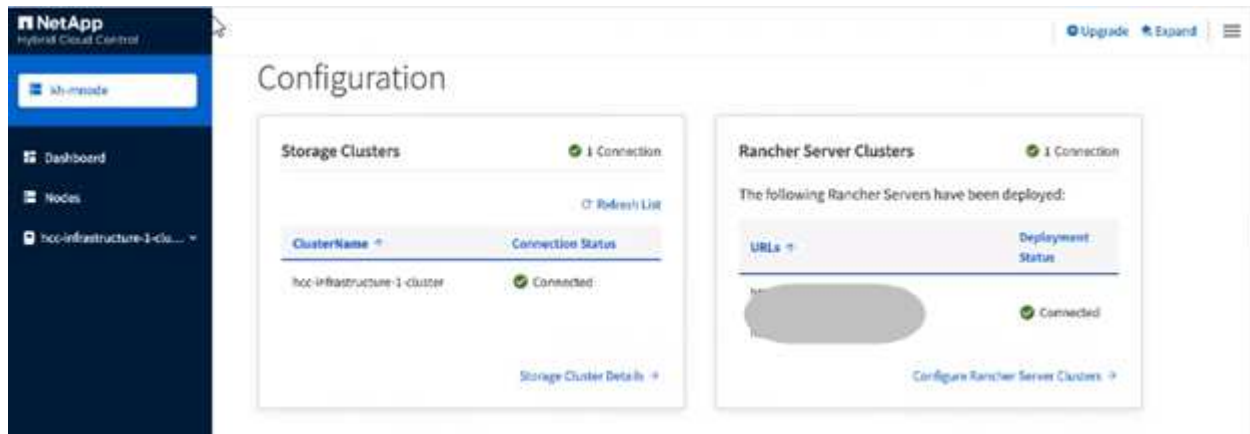 NetApp
Hybrid Cloud Control
Upgrade Expand
kh-mnode
Dashboard
Nodes
hcc-infrastructure-1-clu...
Configuration
Storage Clusters
1 Connection
Refresh List
ClusterName Connection Status
hcc-infrastructure-1-cluster Connected
Storage Cluster Details →
Rancher Server Clusters
1 Connection
The following Rancher Servers have been deployed:
URLs Deployment
Status
Connected
Configure Rancher Server Clusters →